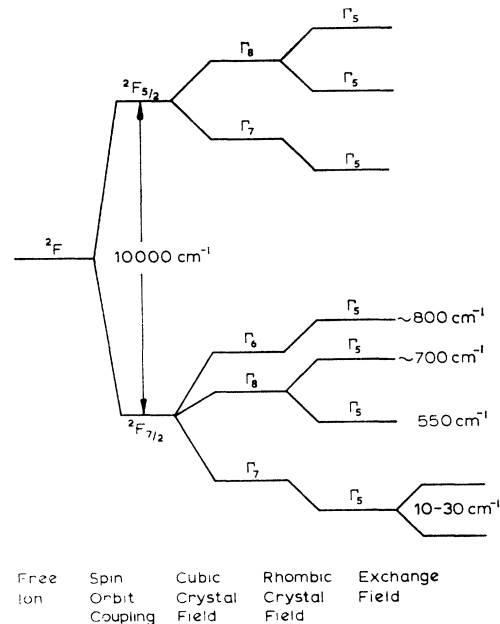 Γ₅
Γ₈
²F₅/₂
Γ₅
Γ₇
Γ₅
²F
10000 cm⁻¹
Γ₅
~800 cm⁻¹
Γ₆
Γ₅
~700 cm⁻¹
Γ₈
²F₇/₂
Γ₅
550 cm⁻¹
Γ₇
Γ₅
10-30 cm⁻¹
Free Spin Cubic Rhombic Exchange
Ion Orbit Crystal Crystal Field
Coupling Field Field